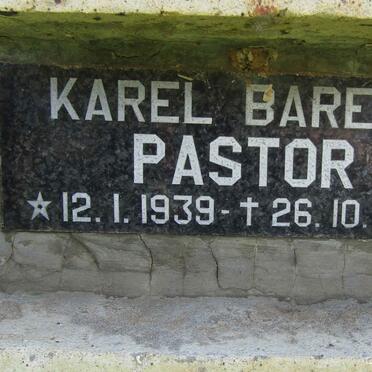 KAREL BARE
PASTOR
★ 12.1.1939 - ✝ 26.10.